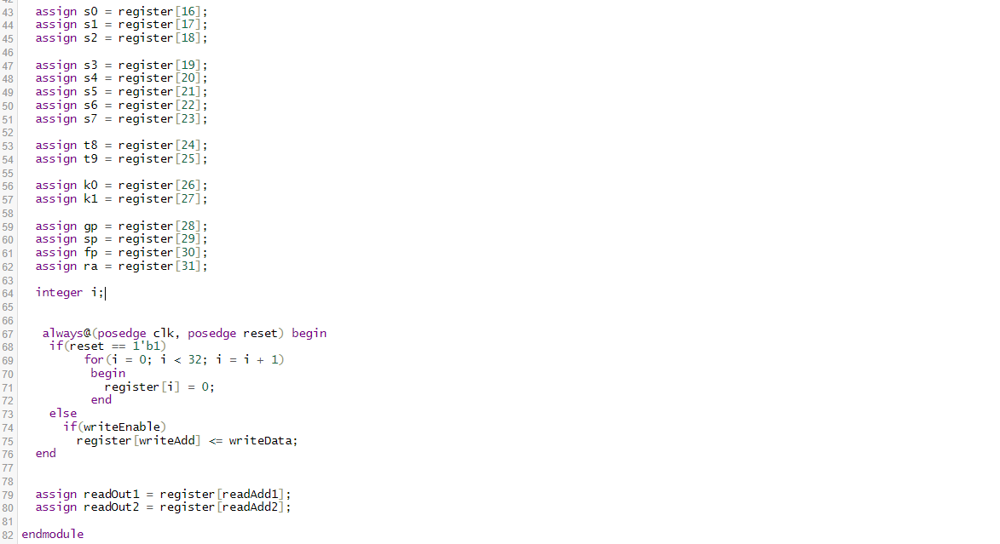 42
43 assign s0 = register[16];
44 assign s1 = register[17];
45 assign s2 = register[18];
46
47 assign s3 = register[19];
48 assign s4 = register[20];
49 assign s5 = register[21];
50 assign s6 = register[22];
51 assign s7 = register[23];
52
53 assign t8 = register[24];
54 assign t9 = register[25];
55
56 assign k0 = register[26];
57 assign k1 = register[27];
58
59 assign gp = register[28];
60 assign sp = register[29];
61 assign fp = register[30];
62 assign ra = register[31];
63
64 integer i;
65
66
67 always@(posedge clk, posedge reset) begin
68 if(reset == 1'b1)
69 for(i = 0; i < 32; i = i + 1)
70 begin
71 register[i] = 0;
72 end
73 else
74 if(writeEnable)
75 register[writeAdd] <= writeData;
76 end
77
78
79 assign readOut1 = register[readAdd1];
80 assign readOut2 = register[readAdd2];
81
82 endmodule